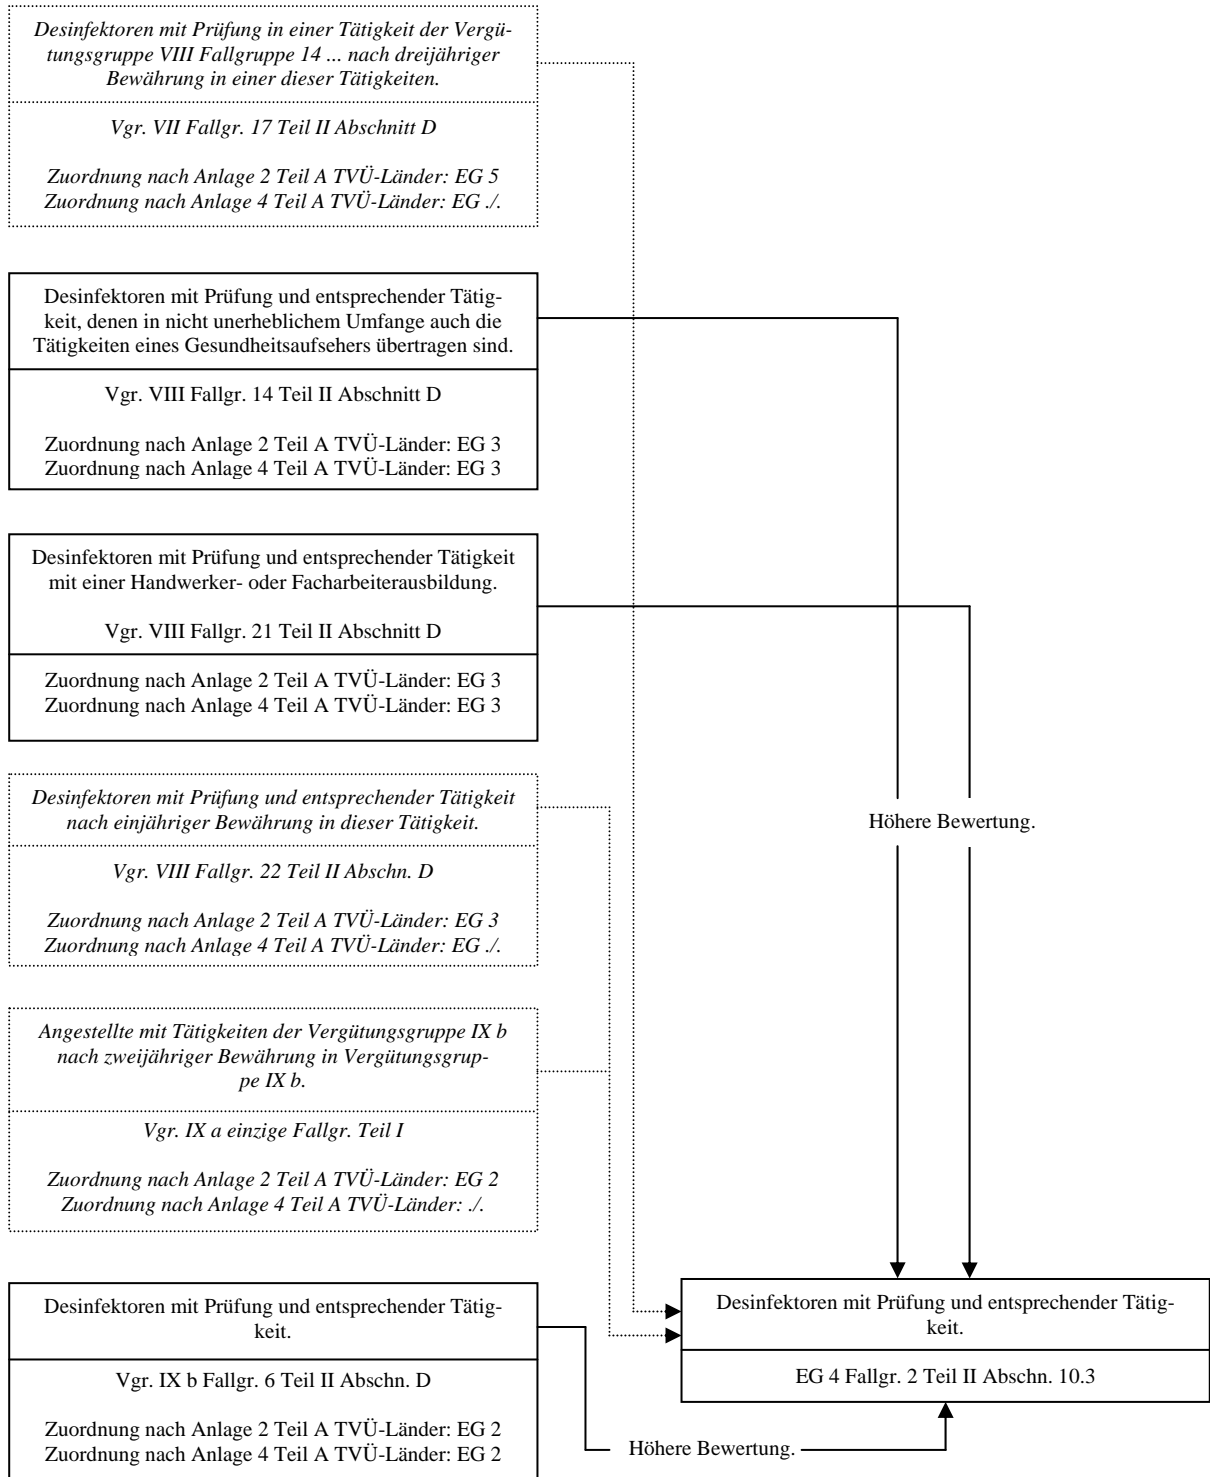 Desinfektoren mit Prüfung in einer Tätigkeit der Vergü-
tungsgruppe VIII Fallgruppe 14 ... nach dreijähriger
Bewährung in einer dieser Tätigkeiten.
Vgr. VII Fallgr. 17 Teil II Abschnitt D
Zuordnung nach Anlage 2 Teil A TVÜ-Länder: EG 5
Zuordnung nach Anlage 4 Teil A TVÜ-Länder: EG ./.
Desinfektoren mit Prüfung und entsprechender Tätig-
keit, denen in nicht unerheblichem Umfange auch die
Tätigkeiten eines Gesundheitsaufsehers übertragen sind.
Vgr. VIII Fallgr. 14 Teil II Abschnitt D
Zuordnung nach Anlage 2 Teil A TVÜ-Länder: EG 3
Zuordnung nach Anlage 4 Teil A TVÜ-Länder: EG 3
Desinfektoren mit Prüfung und entsprechender Tätigkeit
mit einer Handwerker- oder Facharbeiterausbildung.
Vgr. VIII Fallgr. 21 Teil II Abschnitt D
Zuordnung nach Anlage 2 Teil A TVÜ-Länder: EG 3
Zuordnung nach Anlage 4 Teil A TVÜ-Länder: EG 3
Desinfektoren mit Prüfung und entsprechender Tätigkeit
nach einjähriger Bewährung in dieser Tätigkeit.
Vgr. VIII Fallgr. 22 Teil II Abschn. D
Zuordnung nach Anlage 2 Teil A TVÜ-Länder: EG 3
Zuordnung nach Anlage 4 Teil A TVÜ-Länder: EG ./.
Höhere Bewertung.
Angestellte mit Tätigkeiten der Vergütungsgruppe IX b
nach zweijähriger Bewährung in Vergütungsgrup-
pe IX b.
Vgr. IX a einzige Fallgr. Teil I
Zuordnung nach Anlage 2 Teil A TVÜ-Länder: EG 2
Zuordnung nach Anlage 4 Teil A TVÜ-Länder: ./.
Desinfektoren mit Prüfung und entsprechender Tätig-
keit.
Vgr. IX b Fallgr. 6 Teil II Abschn. D
Zuordnung nach Anlage 2 Teil A TVÜ-Länder: EG 2
Zuordnung nach Anlage 4 Teil A TVÜ-Länder: EG 2
Höhere Bewertung.
Desinfektoren mit Prüfung und entsprechender Tätig-
keit.
EG 4 Fallgr. 2 Teil II Abschn. 10.3